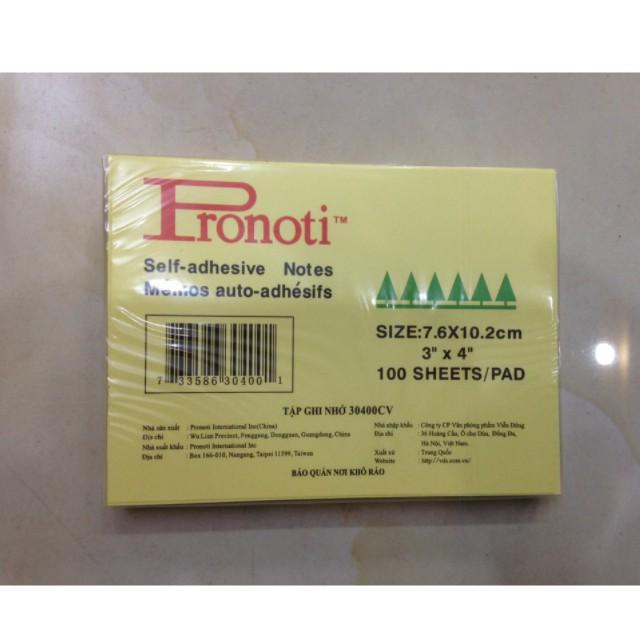 Pronoti™
Self-adhesive Notes
Mémos auto-adhésifs
SIZE:7.6X10.2cm
3" x 4"
100 SHEETS/PAD
7 33586 30400 1
TẬP GHI NHỚ 30400CV
Nhà sản xuất : Pronoti International Inc(China)
Địa chỉ : Wu Lian Precinct, Fenggang, Dongguan, Guangdong, China
Nhà xuất khẩu : Pronoti International Inc
Địa chỉ : Box 166-010, Nangang, Taipei 11599, Taiwan
Nhà nhập khẩu : Công ty CP Văn phòng phẩm Viễn Đông
Địa chỉ : 36 Hoàng Cầu, Ô chợ Dừa, Đống Đa,
Hà Nội, Việt Nam.
Xuất xứ : Trung Quốc
Website : http://vds.com.vn/
BẢO QUẢN NƠI KHÔ RÁO